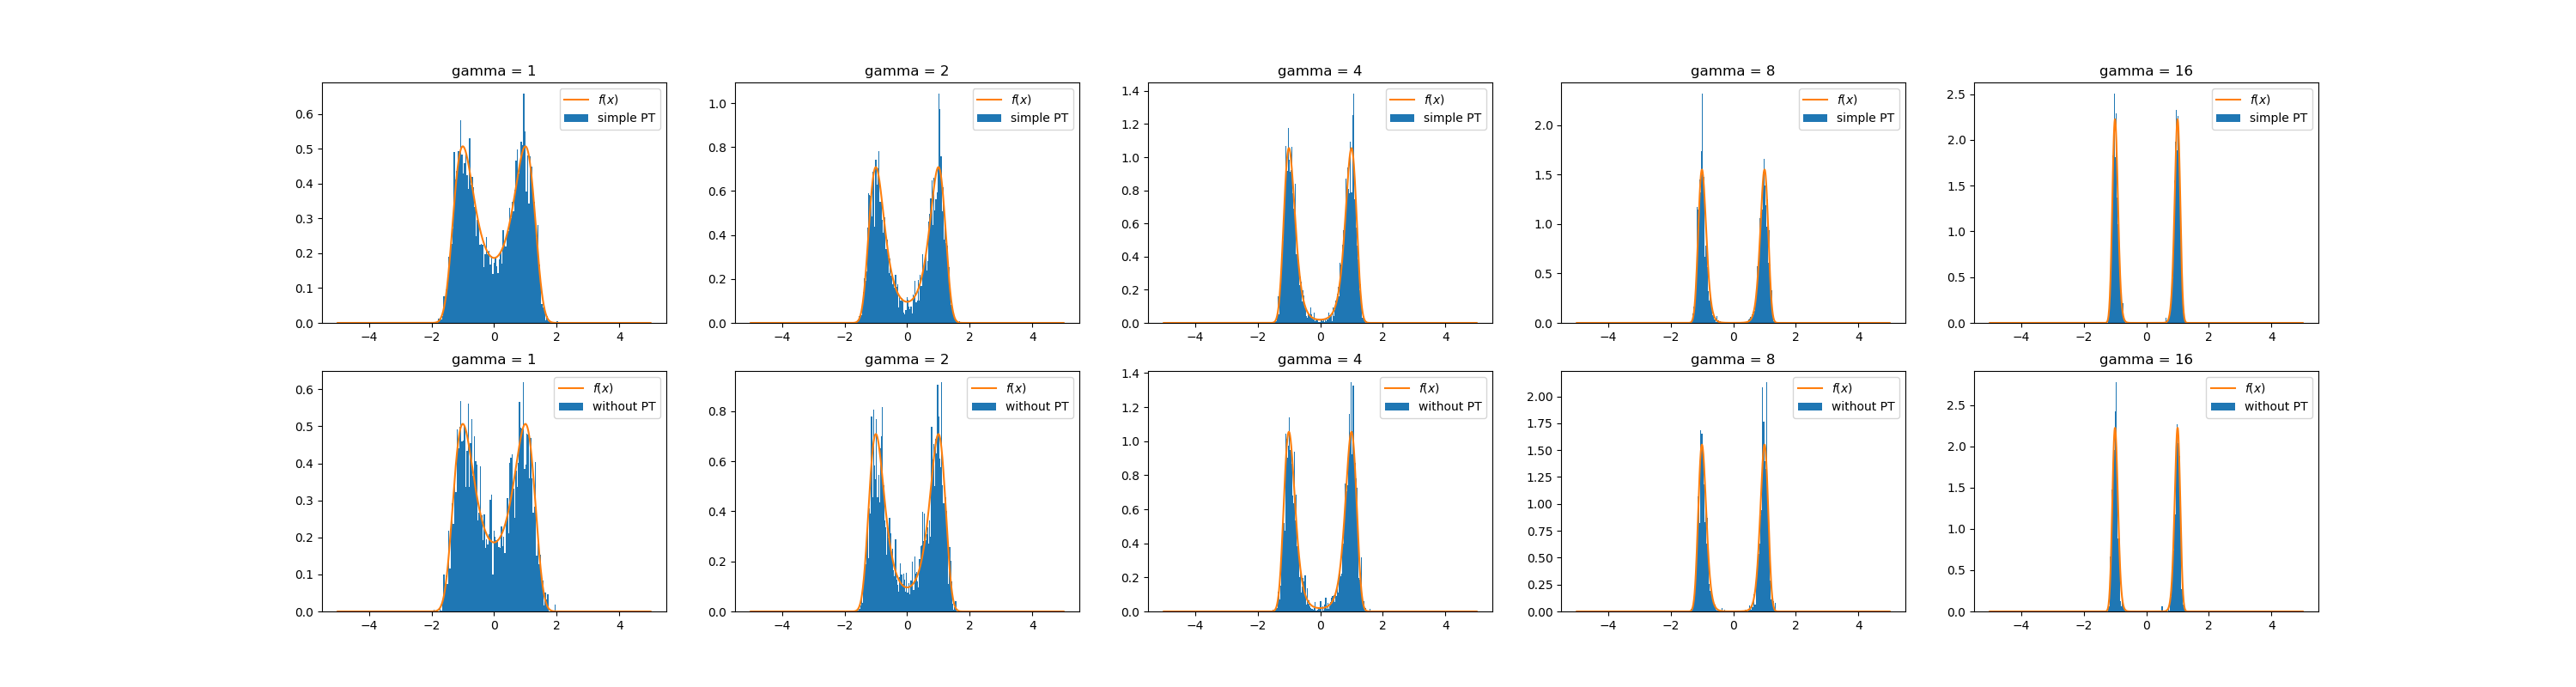 gamma = 1
0.6
0.5
0.4
0.3
0.2
0.1
0.0
−4 −2 0 2 4
f(x)
simple PT
gamma = 2
1.0
0.8
0.6
0.4
0.2
0.0
−4 −2 0 2 4
f(x)
simple PT
gamma = 4
1.4
1.2
1.0
0.8
0.6
0.4
0.2
0.0
−4 −2 0 2 4
f(x)
simple PT
gamma = 8
2.0
1.5
1.0
0.5
0.0
−4 −2 0 2 4
f(x)
simple PT
gamma = 16
2.5
2.0
1.5
1.0
0.5
0.0
−4 −2 0 2 4
f(x)
simple PT
gamma = 1
0.6
0.5
0.4
0.3
0.2
0.1
0.0
−4 −2 0 2 4
f(x)
without PT
gamma = 2
0.8
0.6
0.4
0.2
0.0
−4 −2 0 2 4
f(x)
without PT
gamma = 4
1.4
1.2
1.0
0.8
0.6
0.4
0.2
0.0
−4 −2 0 2 4
f(x)
without PT
gamma = 8
2.00
1.75
1.50
1.25
1.00
0.75
0.50
0.25
0.00
−4 −2 0 2 4
f(x)
without PT
gamma = 16
2.5
2.0
1.5
1.0
0.5
0.0
−4 −2 0 2 4
f(x)
without PT